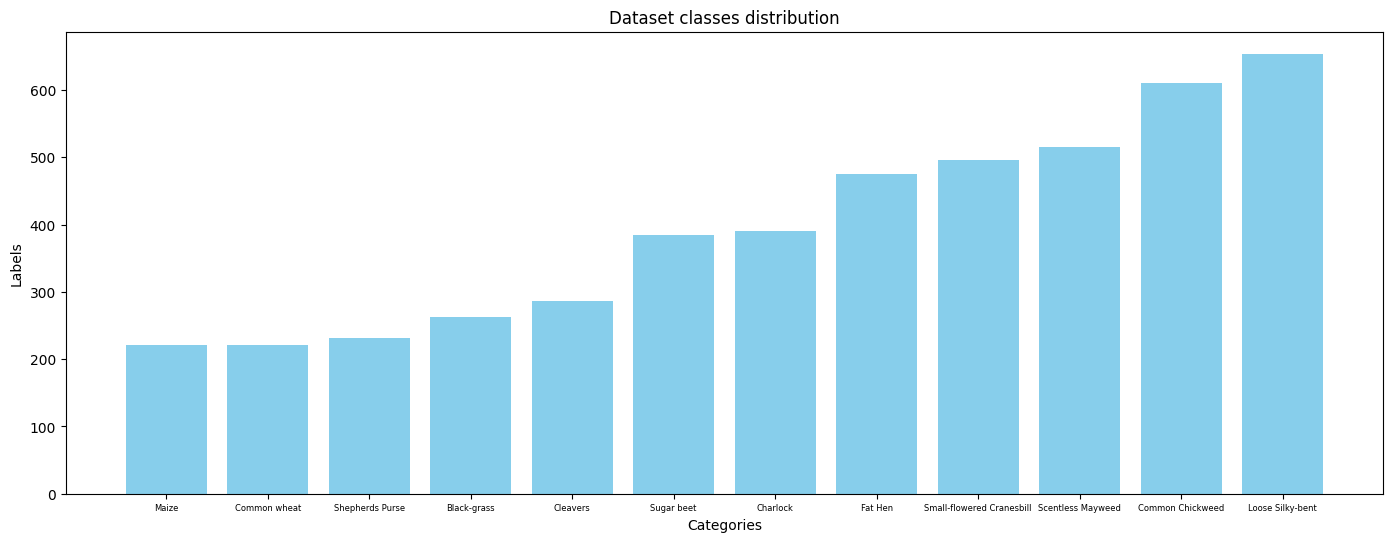 Dataset classes distribution
Labels
600
500
400
300
200
100
0
Maize Common wheat Shepherds Purse Black-grass Cleavers Sugar beet Charlock Fat Hen Small-flowered Cranesbill Scentless Mayweed Common Chickweed Loose Silky-bent
Categories